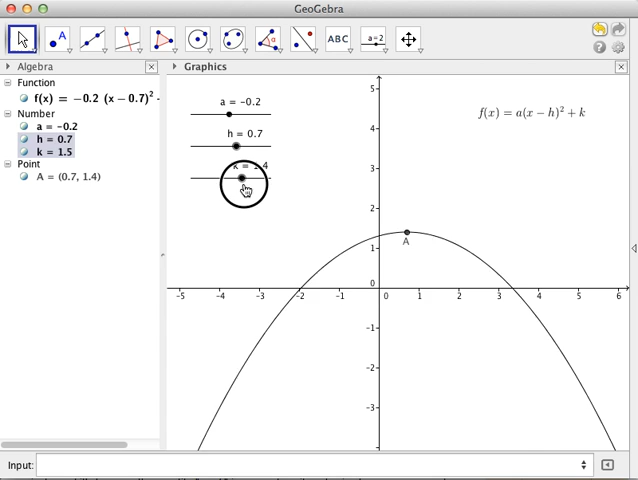 GeoGebra
A
ABC
a=2
Algebra
Graphics
Function
f(x) = −0.2 (x−0.7)² -
Number
a = −0.2
h = 0.7
k = 1.5
Point
A = (0.7, 1.4)
a = -0.2
h = 0.7
k = 1.4
f(x) = a(x − h)² + k
5
4
3
2
1
0
-1
-2
-3
-5 -4 -3 -2 -1 0 1 2 3 4 5 6
A
Input: